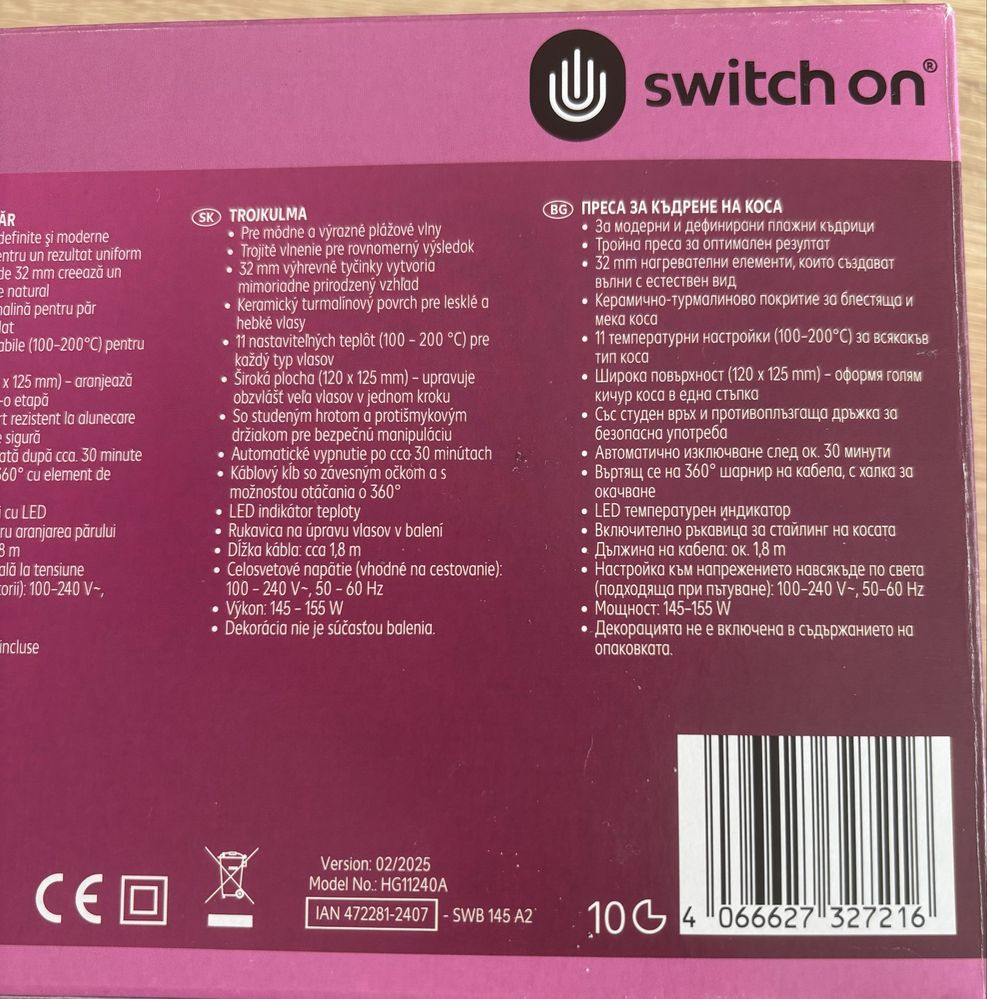 switch on®
ĂR
definite și moderne
entru un rezultat uniform
de 32 mm creează un
e natural
malină pentru păr
lat
abile (100-200°C) pentru
x 125 mm) – aranjează
-o etapă
rt rezistent la alunecare
e sigură
ată după cca. 30 minute
360° cu element de
i cu LED
ru aranjarea părului
8 m
ală la tensiune
torii): 100-240 V~,
incluse
SK TROJKULMA
• Pre módne a výrazné plážové vlny
• Trojité vlnenie pre rovnomerný výsledok
• 32 mm výhrevné tyčinky vytvoria
mimoriadne prirodzený vzhľad
• Keramický turmalínový povrch pre lesklé a
hebké vlasy
• 11 nastaviteľných teplôt (100 – 200 °C) pre
každý typ vlasov
• Široká plocha (120 x 125 mm) – upravuje
obzvlášť veľa vlasov v jednom kroku
• So studeným hrotom a protišmykovým
držiakom pre bezpečnú manipuláciu
• Automatické vypnutie po cca 30 minútach
• Káblový kĺb so závesným očkom a s
možnosťou otáčania o 360°
• LED indikátor teploty
• Rukavica na úpravu vlasov v balení
• Dĺžka kábla: cca 1,8 m
• Celosvetové napätie (vhodné na cestovanie):
100 – 240 V~, 50 – 60 Hz
• Výkon: 145 – 155 W
• Dekorácia nie je súčasťou balenia.
BG ПРЕСА ЗА КЪДРЕНЕ НА КОСА
• За модерни и дефинирани плажни къдрици
• Тройна преса за оптимален резултат
• 32 mm нагревателни елементи, които създават
вълни с естествен вид
• Керамично-турмалиново покритие за блестяща и
мека коса
• 11 температурни настройки (100-200°C) за всякакъв
тип коса
• Широка повърхност (120 x 125 mm) – оформя голям
кичур коса в една стъпка
• Със студен връх и противоплъзгаща дръжка за
безопасна употреба
• Автоматично изключване след ок. 30 минути
• Въртящ се на 360° шарнир на кабела, с халка за
окачване
• LED температурен индикатор
• Включително ръкавица за стайлинг на косата
• Дължина на кабела: ок. 1,8 m
• Настройка към напрежението навсякъде по света
(подходяща при пътуване): 100-240 V~, 50-60 Hz
• Мощност: 145-155 W
• Декорацията не е включена в съдържанието на
опаковката.
CE
Version: 02/2025
Model No.: HG11240A
IAN 472281-2407 - SWB 145 A2
10
4 066627 327216